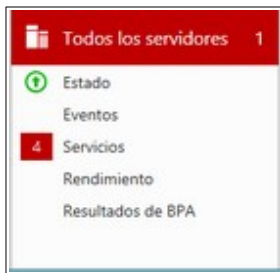 Todos los servidores 1
Estado
Eventos
4 Servicios
Rendimiento
Resultados de BPA